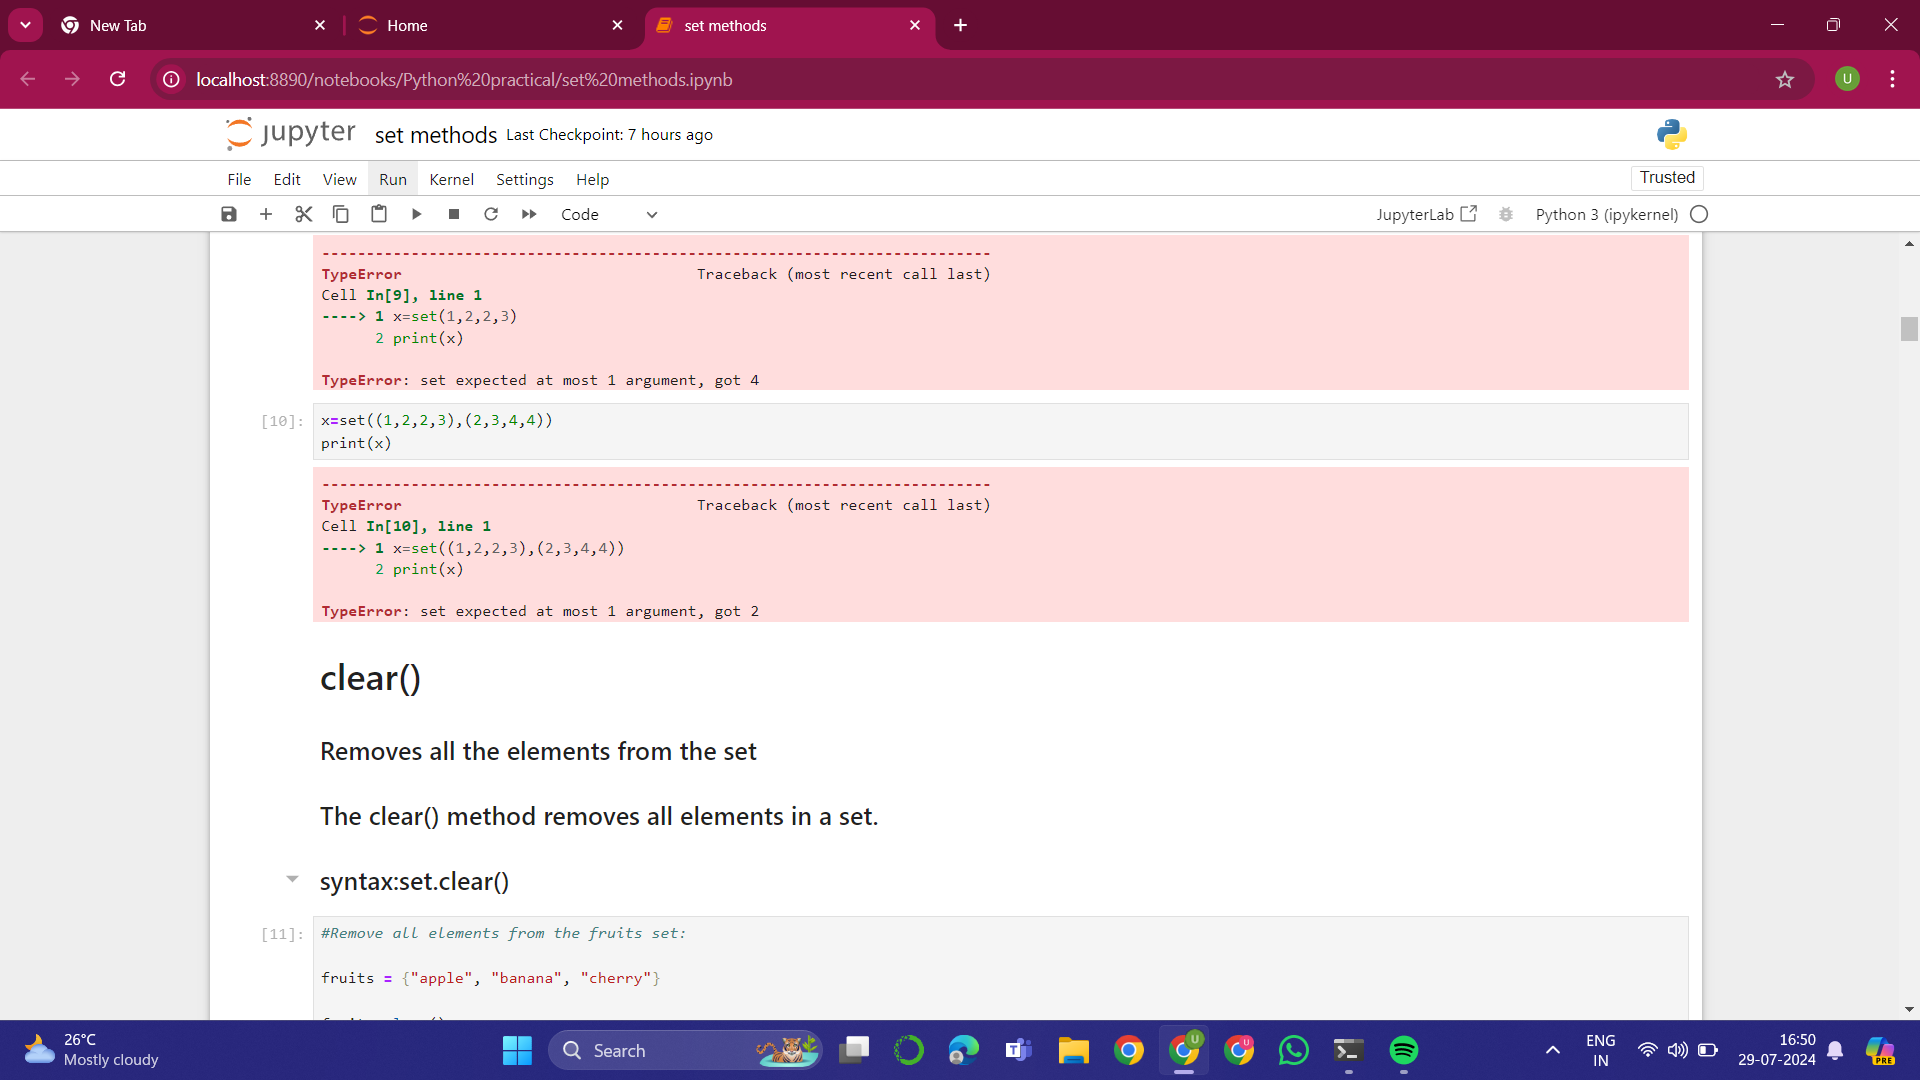 New Tab
Home
set methods
localhost:8890/notebooks/Python%20practical/set%20methods.ipynb
U
jupyter set methods Last Checkpoint: 7 hours ago
File Edit View Run Kernel Settings Help
Trusted
Code
JupyterLab
Python 3 (ipykernel)
---------------------------------------------------------------------------
TypeError Traceback (most recent call last)
Cell In[9], line 1
----> 1 x=set(1,2,2,3)
2 print(x)
TypeError: set expected at most 1 argument, got 4
[10]: x=set((1,2,2,3),(2,3,4,4))
print(x)
---------------------------------------------------------------------------
TypeError Traceback (most recent call last)
Cell In[10], line 1
----> 1 x=set((1,2,2,3),(2,3,4,4))
2 print(x)
TypeError: set expected at most 1 argument, got 2
clear()
Removes all the elements from the set
The clear() method removes all elements in a set.
syntax:set.clear()
[11]: #Remove all elements from the fruits set:
fruits = {"apple", "banana", "cherry"}
26°C
Mostly cloudy
Search
U
U
ENG
IN
16:50
29-07-2024
PRE